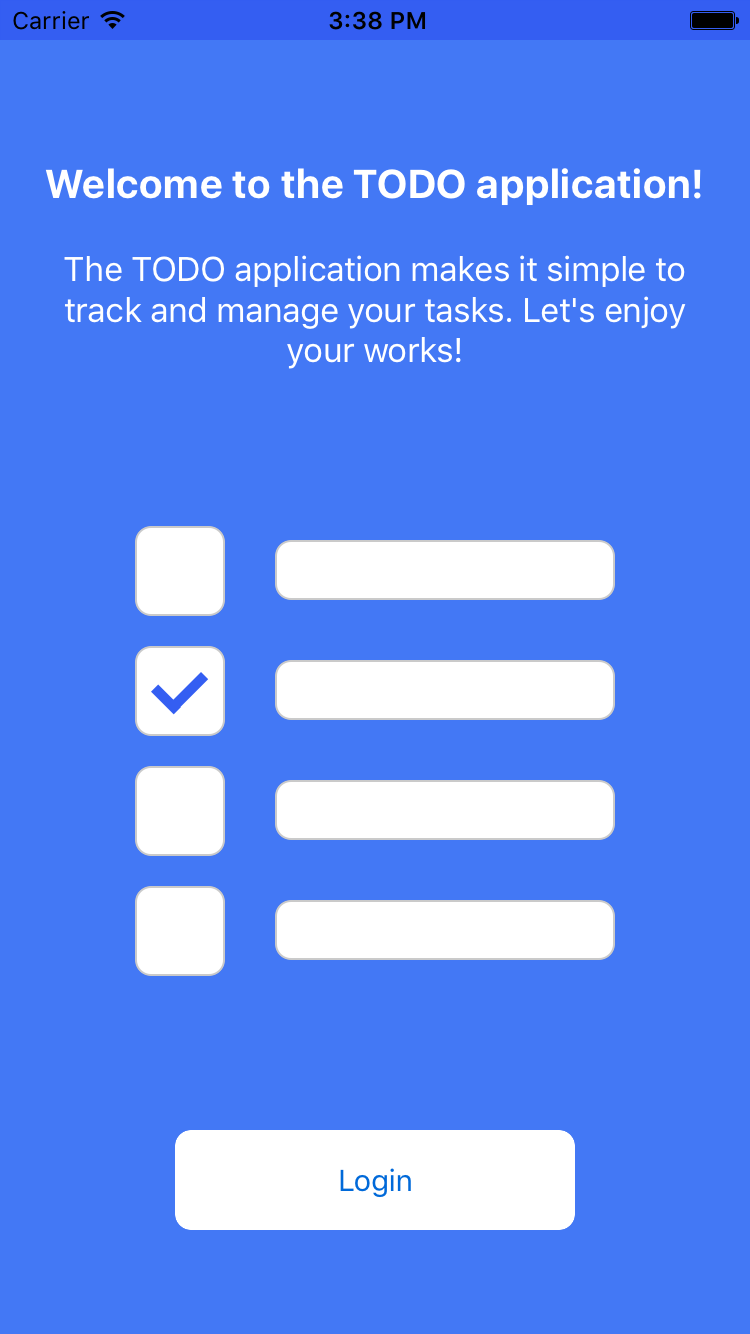 Carrier 3:38 PM
Welcome to the TODO application!
The TODO application makes it simple to
track and manage your tasks. Let's enjoy
your works!
Login